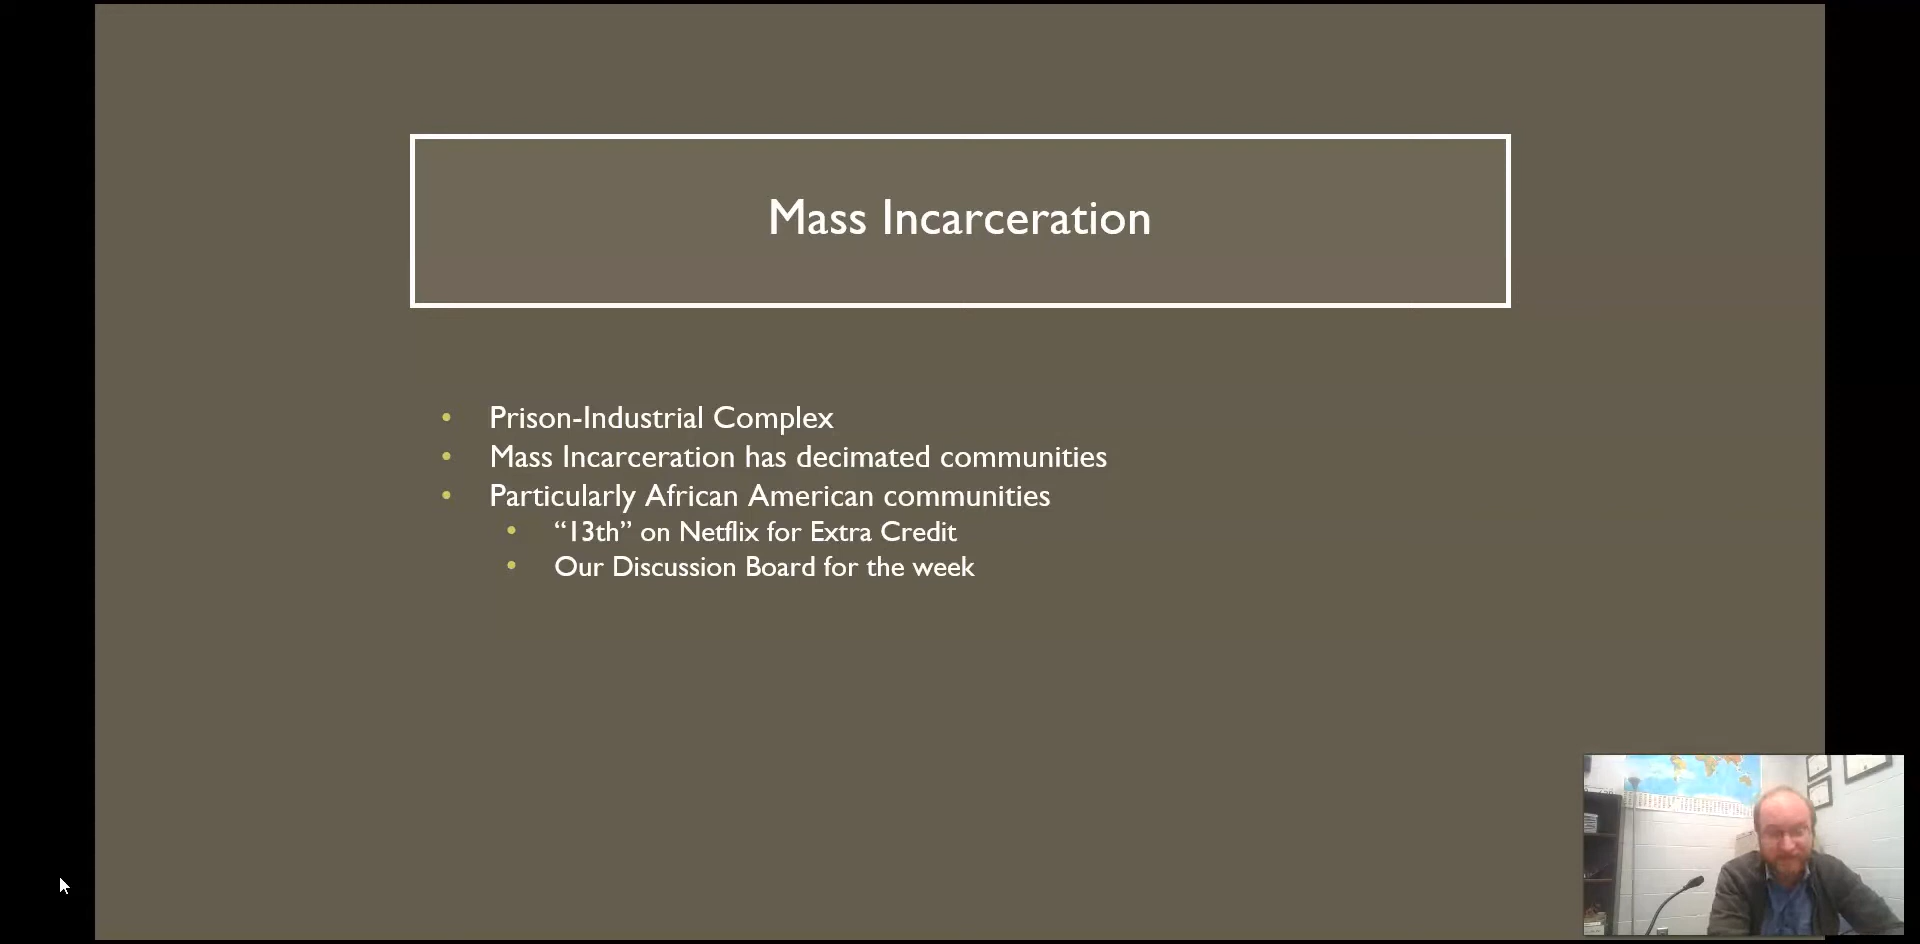 Mass Incarceration
• Prison-Industrial Complex
• Mass Incarceration has decimated communities
• Particularly African American communities
• “13th” on Netflix for Extra Credit
• Our Discussion Board for the week